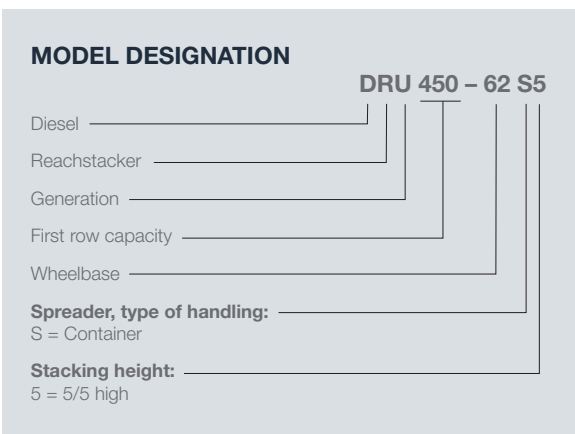 MODEL DESIGNATION
DRU 450 – 62 S5
Diesel
Reachstacker
Generation
First row capacity
Wheelbase
Spreader, type of handling:
S = Container
Stacking height:
5 = 5/5 high